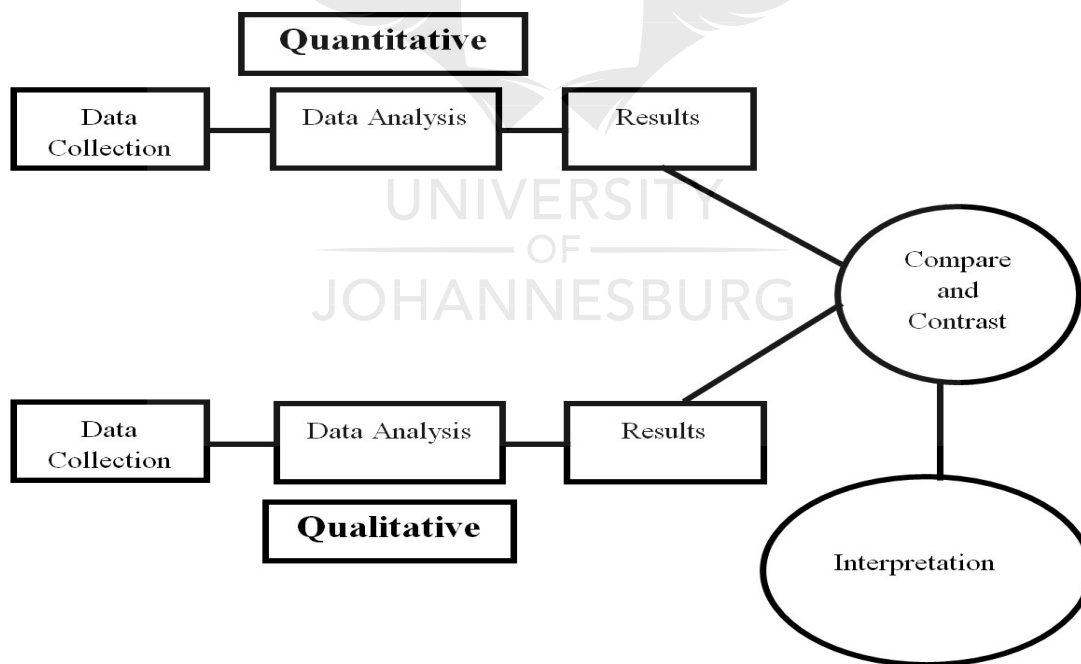 Quantitative
Data
Collection
Data Analysis
Results
UNIVERSITY
OF
JOHANNESBURG
Compare
and
Contrast
Data
Collection
Data Analysis
Results
Qualitative
Interpretation